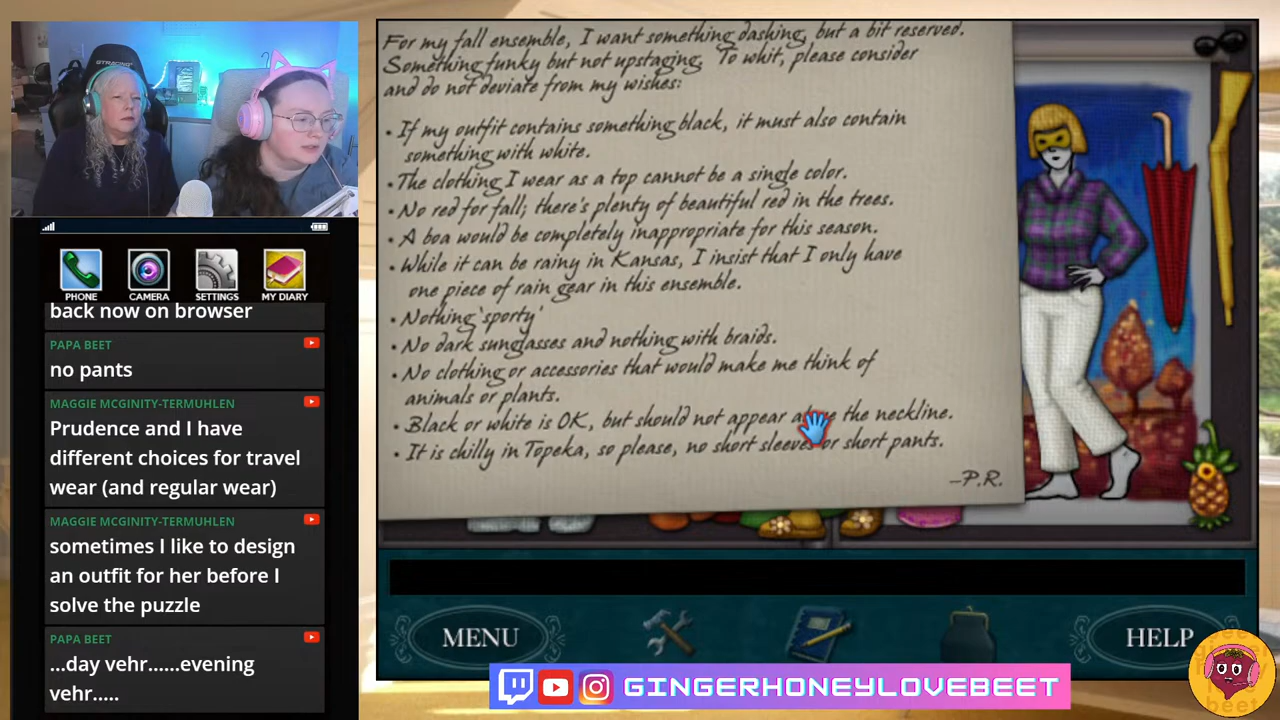 For my fall ensemble, I want something dashing, but a bit reserved.
Something funky but not upstaging. To whit, please consider
and do not deviate from my wishes:
• If my outfit contains something black, it must also contain
something with white.
• The clothing I wear as a top cannot be a single color.
• No red for fall; there's plenty of beautiful red in the trees.
• A boa would be completely inappropriate for this season.
• While it can be rainy in Kansas, I insist that I only have
one piece of rain gear in this ensemble.
• Nothing 'sporty'
• No dark sunglasses and nothing with braids.
• No clothing or accessories that would make me think of
animals or plants.
• Black or white is OK, but should not appear above the neckline.
• It is chilly in Topeka, so please, no short sleeves or short pants.
–P.R.
GTRACING
PHONE
CAMERA
SETTINGS
MY DIARY
back now on browser
PAPA BEET
no pants
MAGGIE MCGINITY-TERMUHLEN
Prudence and I have
different choices for travel
wear (and regular wear)
MAGGIE MCGINITY-TERMUHLEN
sometimes I like to design
an outfit for her before I
solve the puzzle
PAPA BEET
...day vehr......evening
vehr.....
MENU
HELP
GINGERHONEYLOVEBEET